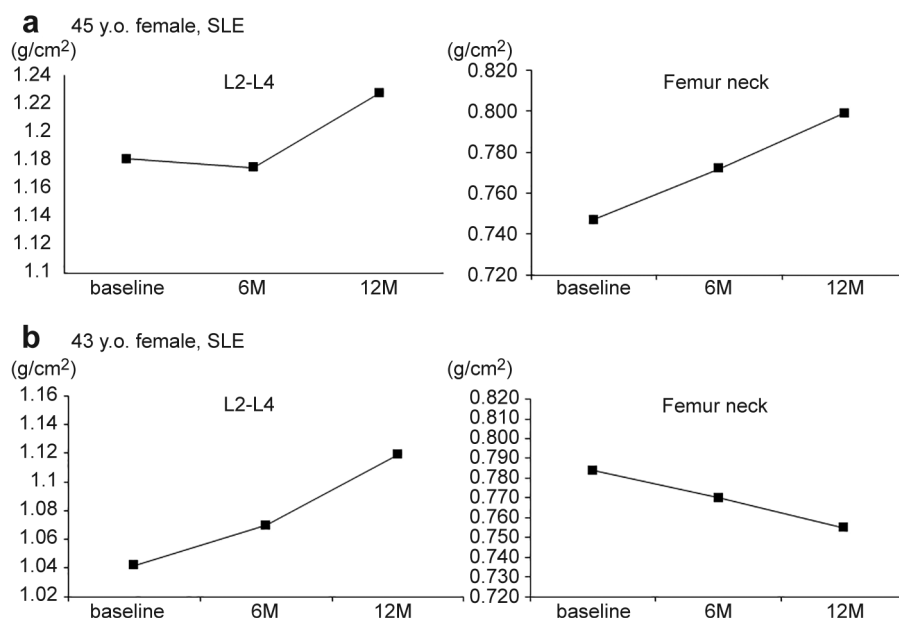 a 45 y.o. female, SLE
(g/cm²)
L2-L4
1.24
1.22
1.2
1.18
1.16
1.14
1.12
1.1
baseline 6M 12M
(g/cm²)
Femur neck
0.820
0.800
0.780
0.760
0.740
0.720
baseline 6M 12M
b 43 y.o. female, SLE
(g/cm²)
L2-L4
1.16
1.14
1.12
1.1
1.08
1.06
1.04
1.02
baseline 6M 12M
(g/cm²)
Femur neck
0.820
0.810
0.800
0.790
0.780
0.770
0.760
0.750
0.740
0.730
0.720
baseline 6M 12M